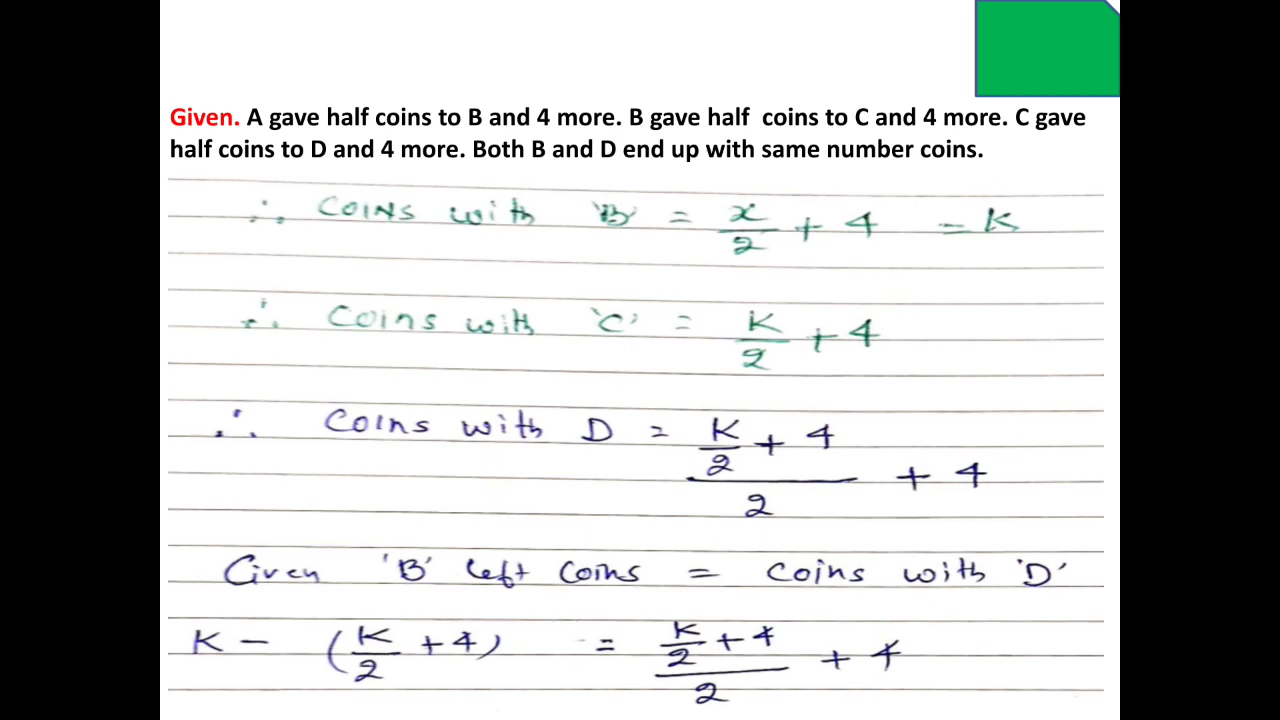 Given. A gave half coins to B and 4 more. B gave half coins to C and 4 more. C gave
half coins to D and 4 more. Both B and D end up with same number coins.
∴ Coins with 'B' = x/2 + 4 = K
∴ Coins with 'C' = K/2 + 4
∴ Coins with D = (K/2 + 4)/2 + 4
Given 'B' left coins = coins with 'D'
K - (K/2 + 4) = (K/2 + 4)/2 + 4